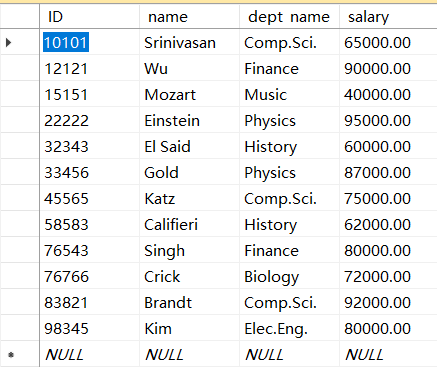 ID name dept name salary
10101 Srinivasan Comp.Sci. 65000.00
12121 Wu Finance 90000.00
15151 Mozart Music 40000.00
22222 Einstein Physics 95000.00
32343 El Said History 60000.00
33456 Gold Physics 87000.00
45565 Katz Comp.Sci. 75000.00
58583 Califieri History 62000.00
76543 Singh Finance 80000.00
76766 Crick Biology 72000.00
83821 Brandt Comp.Sci. 92000.00
98345 Kim Elec.Eng. 80000.00
NULL NULL NULL NULL